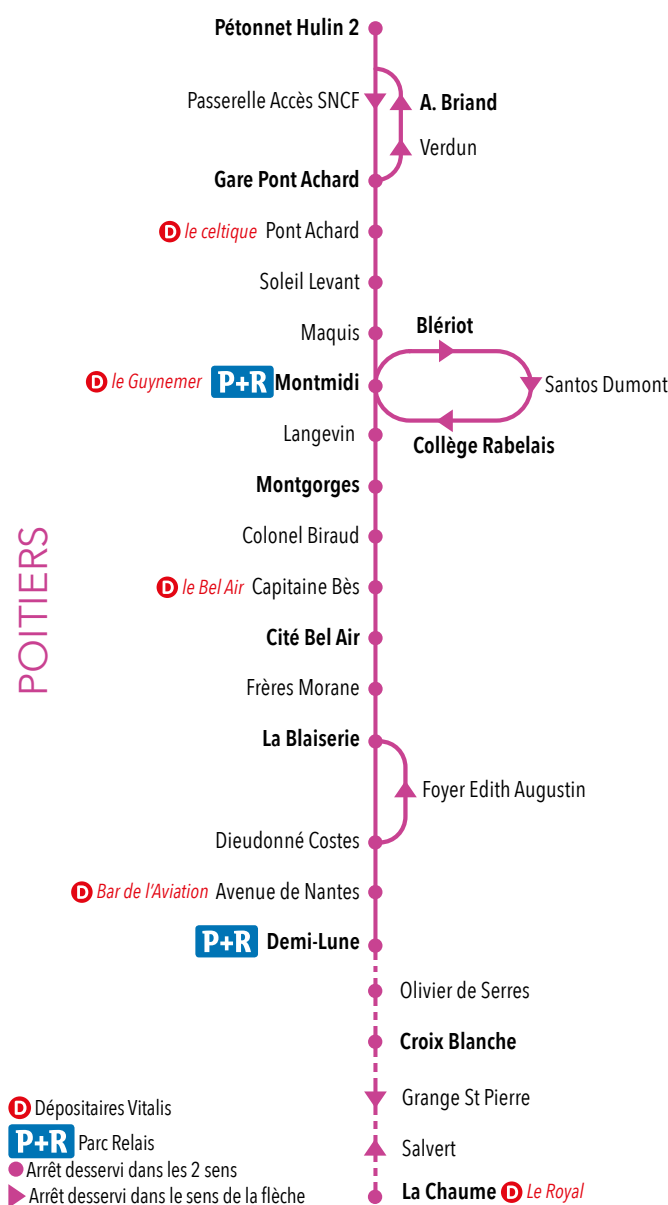 Pétonnet Hulin 2
Passerelle Accès SNCF
A. Briand
Verdun
Gare Pont Achard
D le celtique Pont Achard
Soleil Levant
Maquis
Blériot
D le Guynemer P+R Montmidi
Santos Dumont
Langevin
Collège Rabelais
Montgorges
Colonel Biraud
D le Bel Air Capitaine Bès
POITIERS
Cité Bel Air
Frères Morane
La Blaiserie
Foyer Edith Augustin
Dieudonné Costes
D Bar de l'Aviation Avenue de Nantes
P+R Demi-Lune
Olivier de Serres
Croix Blanche
Grange St Pierre
Salvert
La Chaume D Le Royal
D Dépositaires Vitalis
P+R Parc Relais
Arrêt desservi dans les 2 sens
Arrêt desservi dans le sens de la flèche